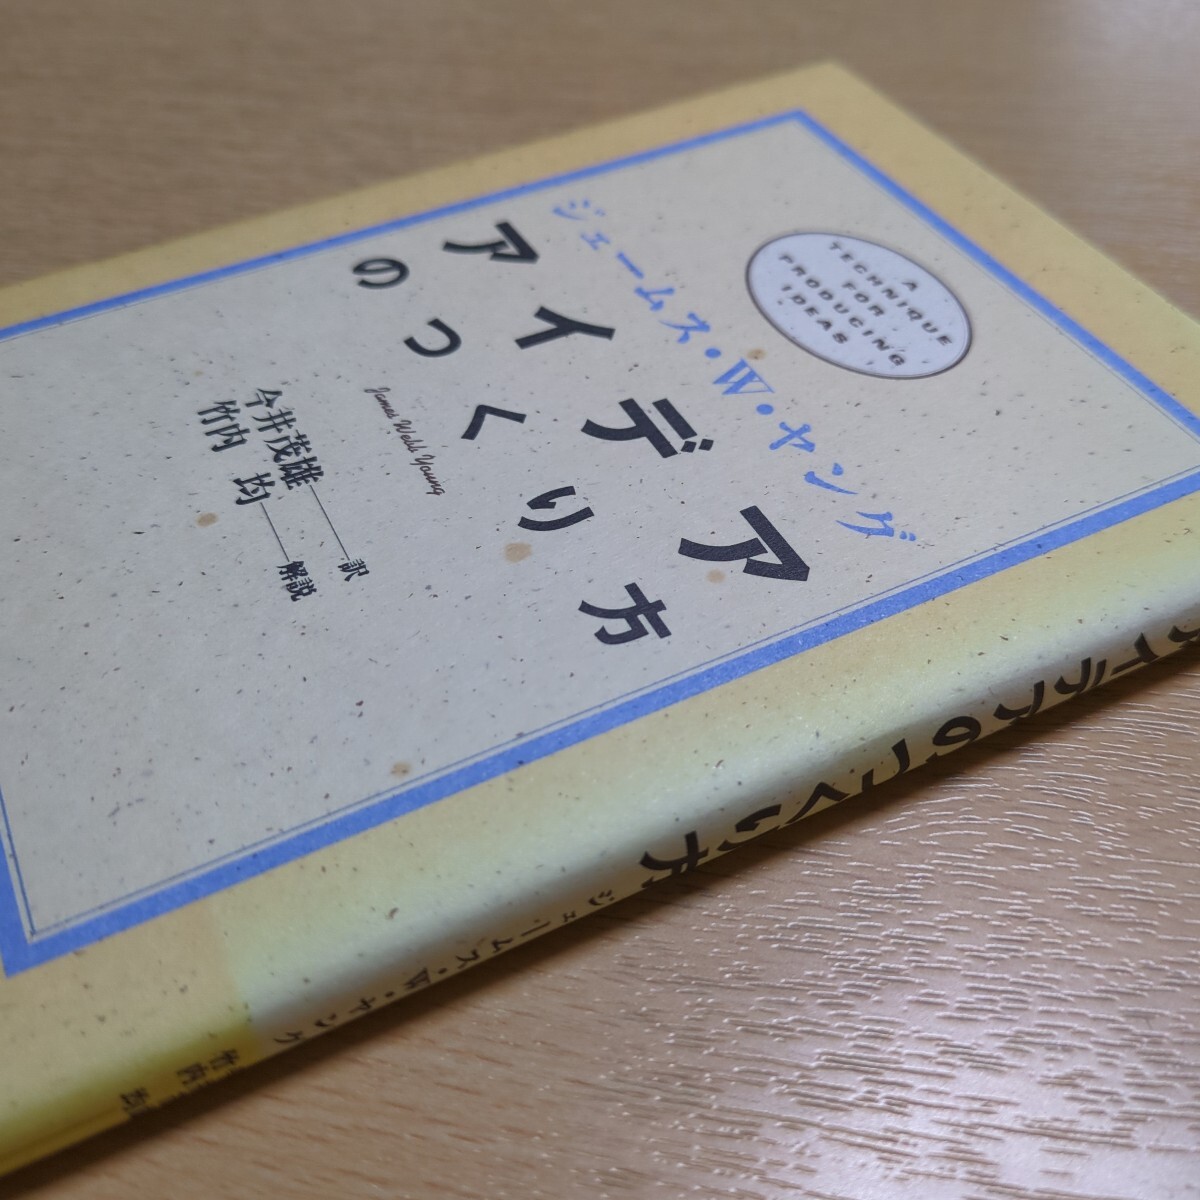 A
TECHNIQUE
FOR
PRODUCING
IDEAS
ジェームス・W・ヤング
アイデア
のつくり方
James Webb Young
今井茂雄――訳
竹内 均――解説
アイデアのつくり方
ジェームス・W・ヤング